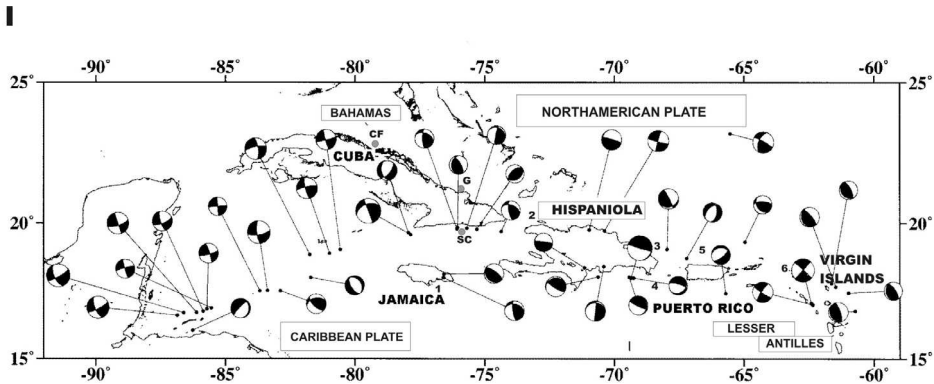 I
-90° -85° -80° -75° -70° -65° -60°
25° 25°
BAHAMAS
NORTHAMERICAN PLATE
CF
CUBA
G
20° HISPANIOLA 20°
2
SC
3 5
6 VIRGIN
ISLANDS
JAMAICA
1
4
PUERTO RICO
CARIBBEAN PLATE
LESSER
ANTILLES
15° 15°
-90° -85° -80° -75° -70° -65° -60°